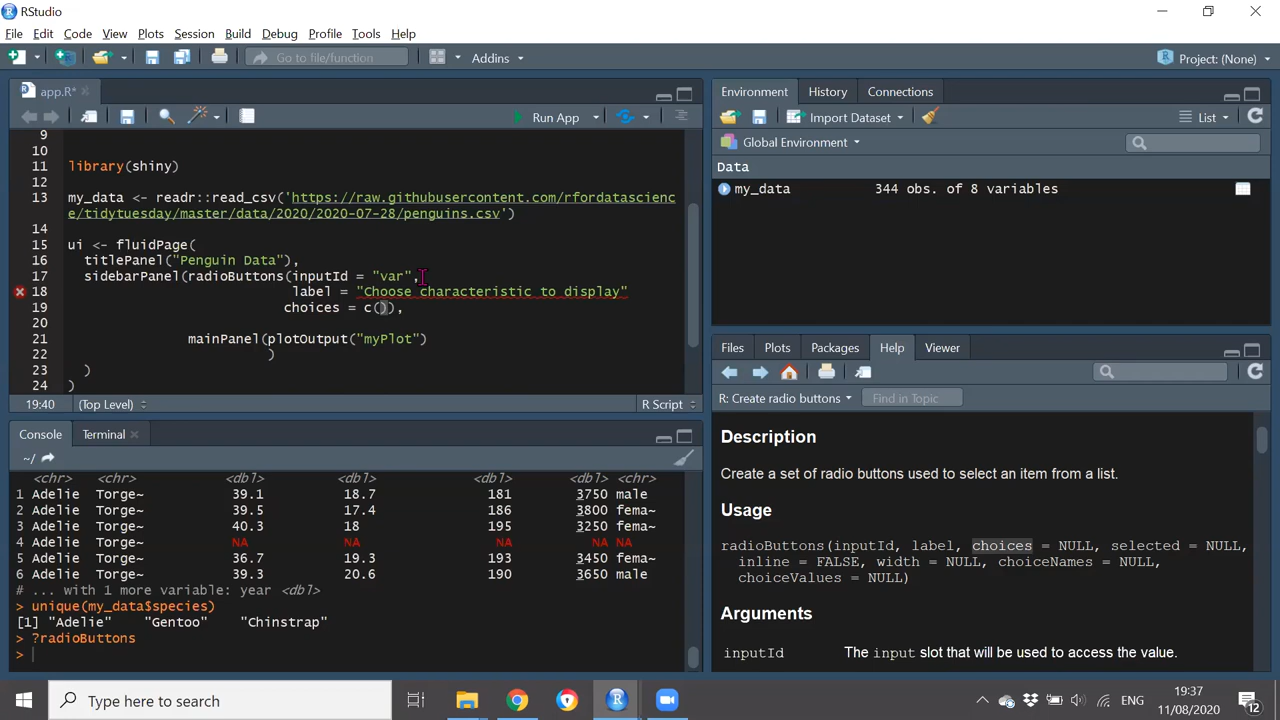 RStudio
File Edit Code View Plots Session Build Debug Profile Tools Help
Go to file/function Addins Project: (None)
app.R*
Run App
9
10
11 library(shiny)
12
13 my_data <- readr::read_csv('https://raw.githubusercontent.com/rfordatascienc
e/tidytuesday/master/data/2020/2020-07-28/penguins.csv')
14
15 ui <- fluidPage(
16 titlePanel("Penguin Data"),
17 sidebarPanel(radioButtons(inputId = "var",
18 label = "Choose characteristic to display"
19 choices = c()),
20
21 mainPanel(plotOutput("myPlot")
22 )
23 )
24 )
19:40 (Top Level) R Script
Console Terminal
~/
<chr> <chr> <dbl> <dbl> <dbl> <dbl> <chr>
1 Adelie Torge~ 39.1 18.7 181 3750 male
2 Adelie Torge~ 39.5 17.4 186 3800 fema~
3 Adelie Torge~ 40.3 18 195 3250 fema~
4 Adelie Torge~ NA NA NA NA NA
5 Adelie Torge~ 36.7 19.3 193 3450 fema~
6 Adelie Torge~ 39.3 20.6 190 3650 male
# ... with 1 more variable: year <dbl>
> unique(my_data$species)
[1] "Adelie" "Gentoo" "Chinstrap"
> ?radioButtons
>
Environment History Connections
Import Dataset List
Global Environment
Data
my_data 344 obs. of 8 variables
Files Plots Packages Help Viewer
R: Create radio buttons Find in Topic
Description
Create a set of radio buttons used to select an item from a list.
Usage
radioButtons(inputId, label, choices = NULL, selected = NULL,
inline = FALSE, width = NULL, choiceNames = NULL,
choiceValues = NULL)
Arguments
inputId The input slot that will be used to access the value.
Type here to search
ENG
19:37
11/08/2020
12